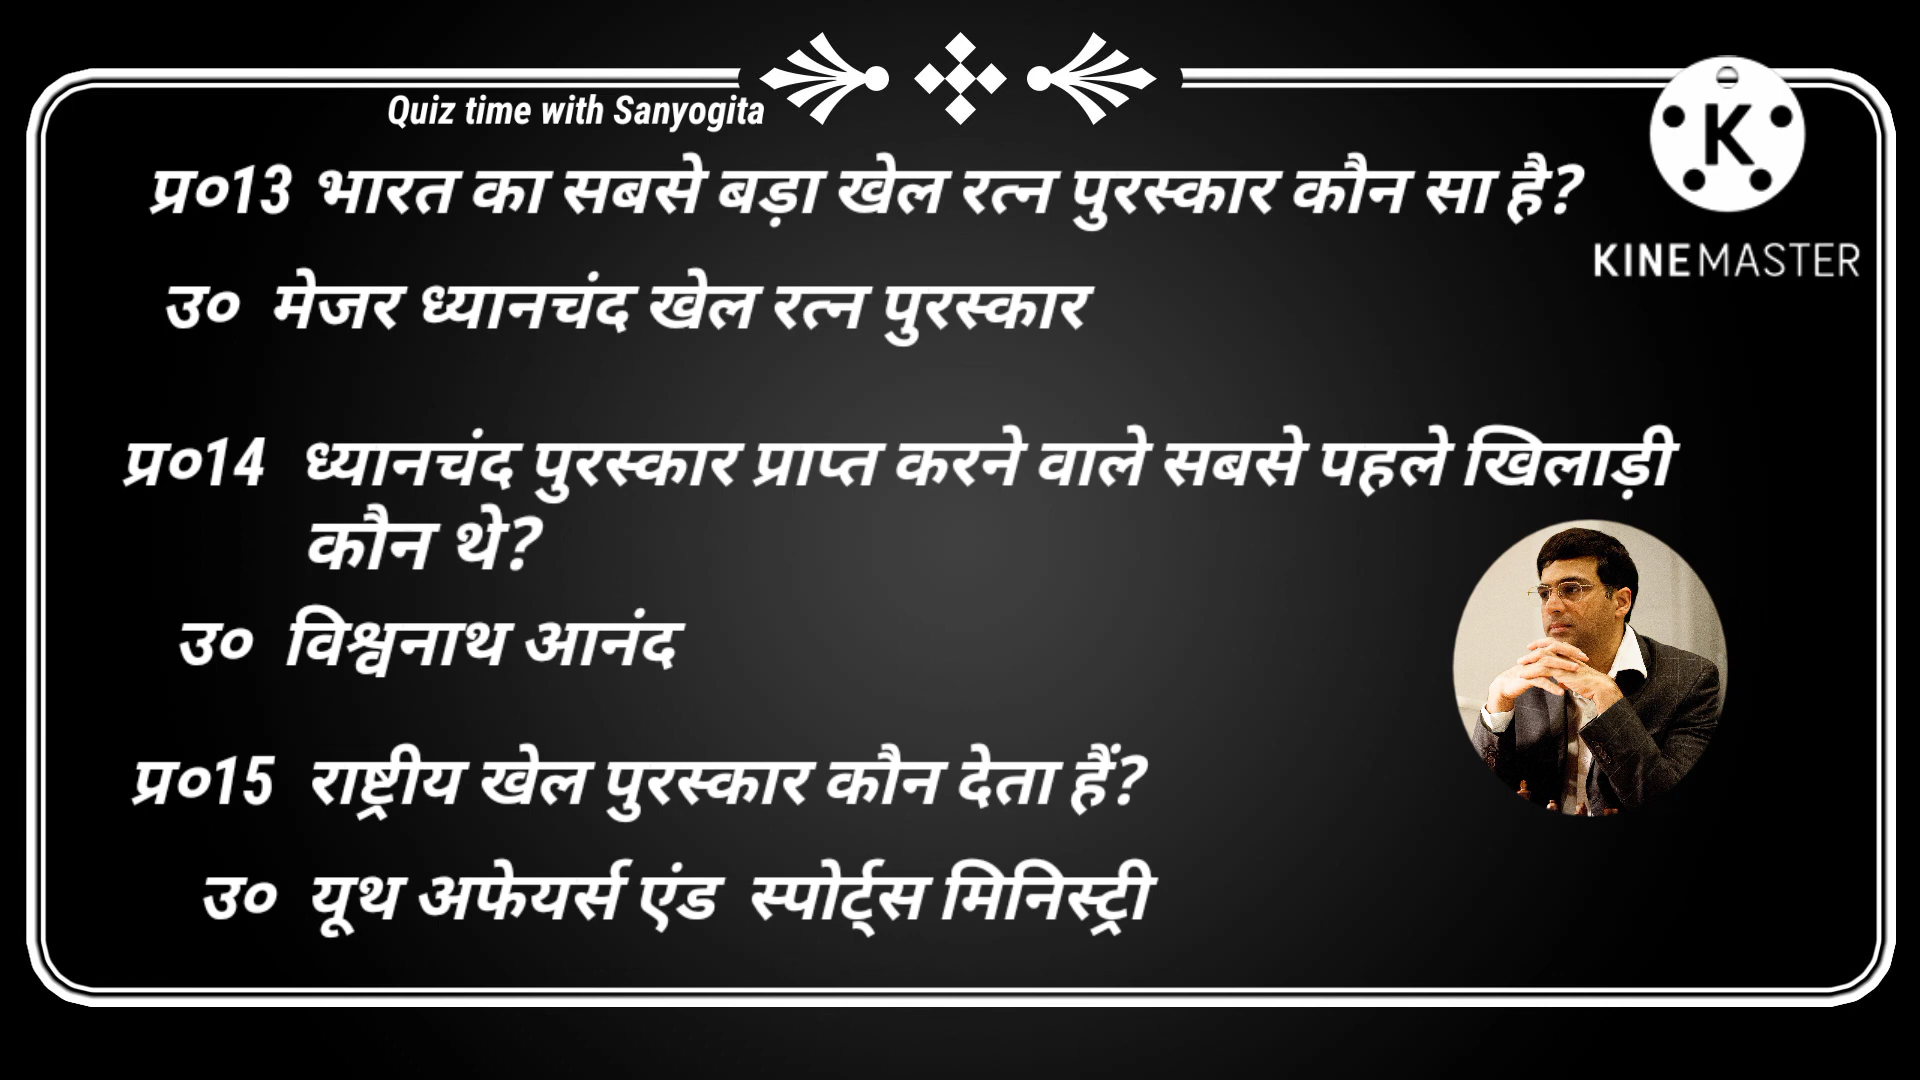 Quiz time with Sanyogita
प्र०13 भारत का सबसे बड़ा खेल रत्न पुरस्कार कौन सा है?
K
KINEMASTER
उ० मेजर ध्यानचंद खेल रत्न पुरस्कार
प्र०14 ध्यानचंद पुरस्कार प्राप्त करने वाले सबसे पहले खिलाड़ी
कौन थे?
उ० विश्वनाथ आनंद
प्र०15 राष्ट्रीय खेल पुरस्कार कौन देता हैं?
उ० यूथ अफेयर्स एंड स्पोर्ट्स मिनिस्ट्री